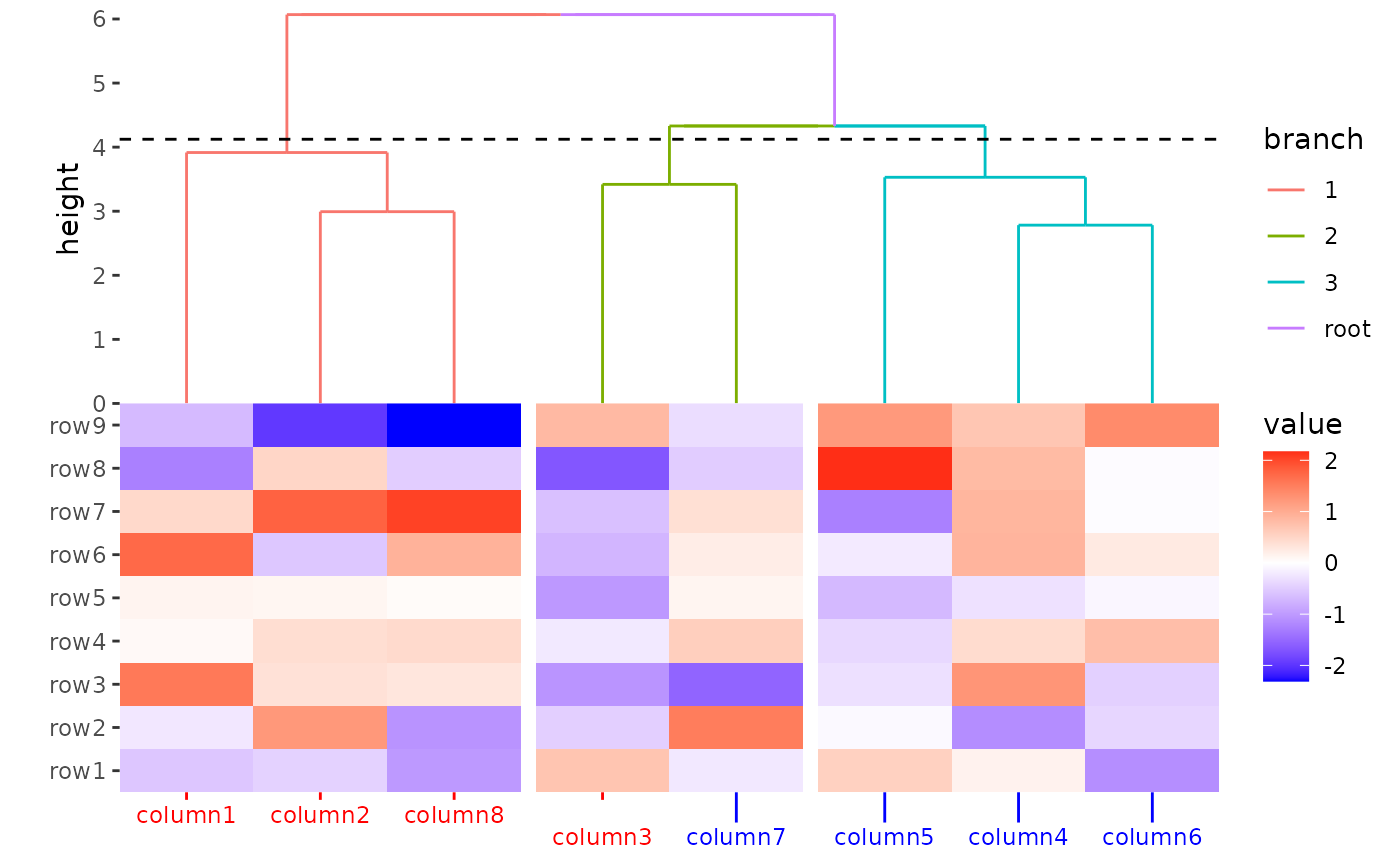 6
5
4
3
2
1
0
height
row9
row8
row7
row6
row5
row4
row3
row2
row1
column1 column2 column8 column3 column7 column5 column4 column6
branch
1
2
3
root
value
2
1
0
-1
-2